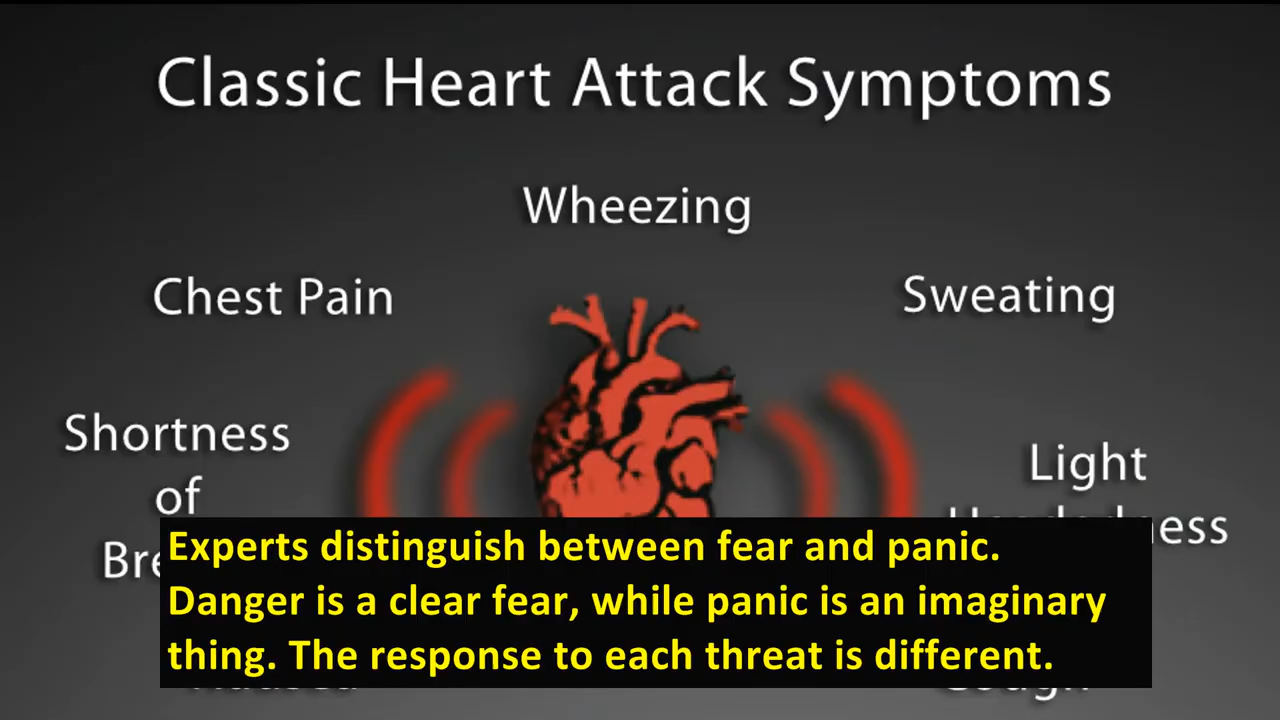 Classic Heart Attack Symptoms
Wheezing
Chest Pain
Sweating
Shortness
of
Light
Experts distinguish between fear and panic.
Danger is a clear fear, while panic is an imaginary
thing. The response to each threat is different.